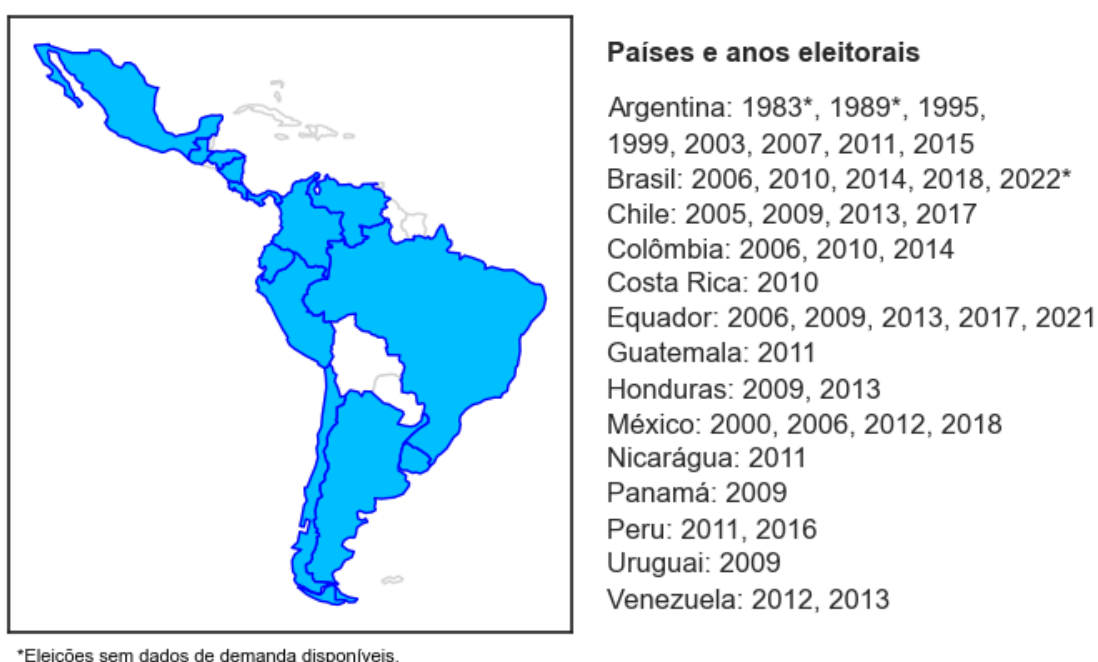 Países e anos eleitorais
Argentina: 1983*, 1989*, 1995,
1999, 2003, 2007, 2011, 2015
Brasil: 2006, 2010, 2014, 2018, 2022*
Chile: 2005, 2009, 2013, 2017
Colômbia: 2006, 2010, 2014
Costa Rica: 2010
Equador: 2006, 2009, 2013, 2017, 2021
Guatemala: 2011
Honduras: 2009, 2013
México: 2000, 2006, 2012, 2018
Nicarágua: 2011
Panamá: 2009
Peru: 2011, 2016
Uruguai: 2009
Venezuela: 2012, 2013
*Eleições sem dados de demanda disponíveis.